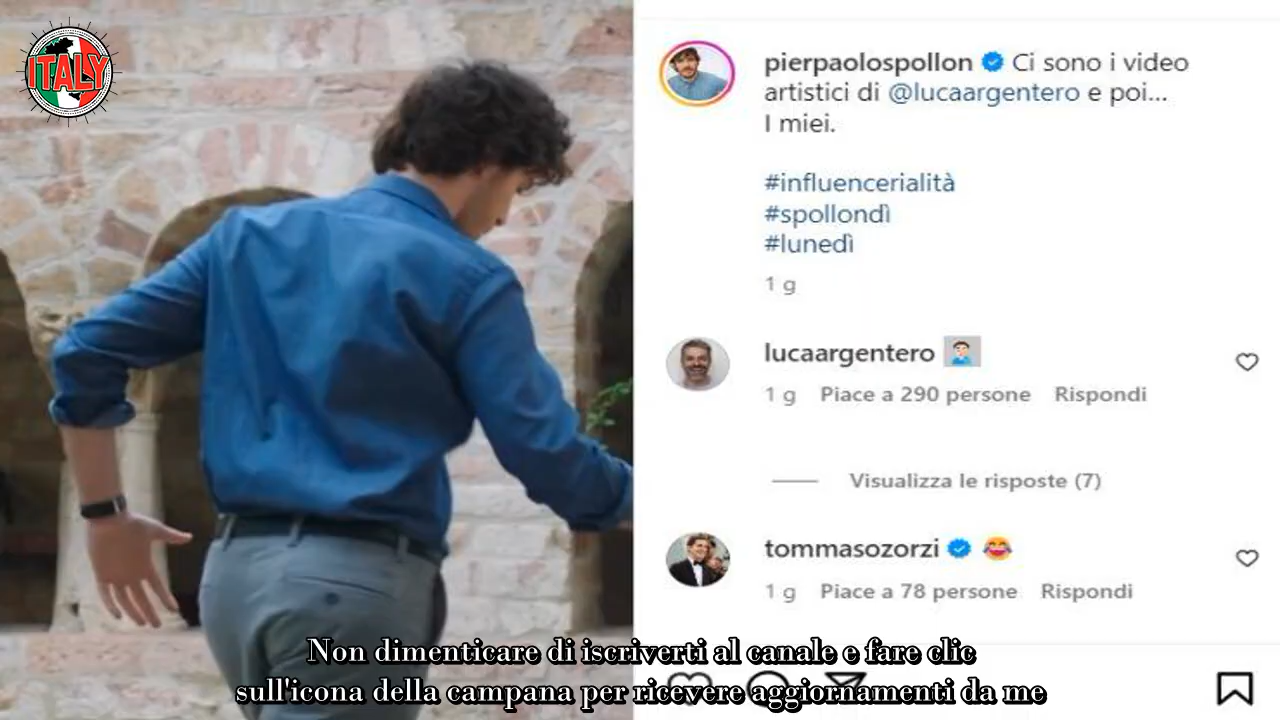 ITALY
pierpaolospollon Ci sono i video
artistici di @lucaargentero e poi...
I miei.
#influencerialità
#spollondì
#lunedì
1 g
lucaargentero
1 g Piace a 290 persone Rispondi
Visualizza le risposte (7)
tommasozorzi 😂
1 g Piace a 78 persone Rispondi
Non dimenticare di iscriverti al canale e fare clic
sull'icona della campana per ricevere aggiornamenti da me